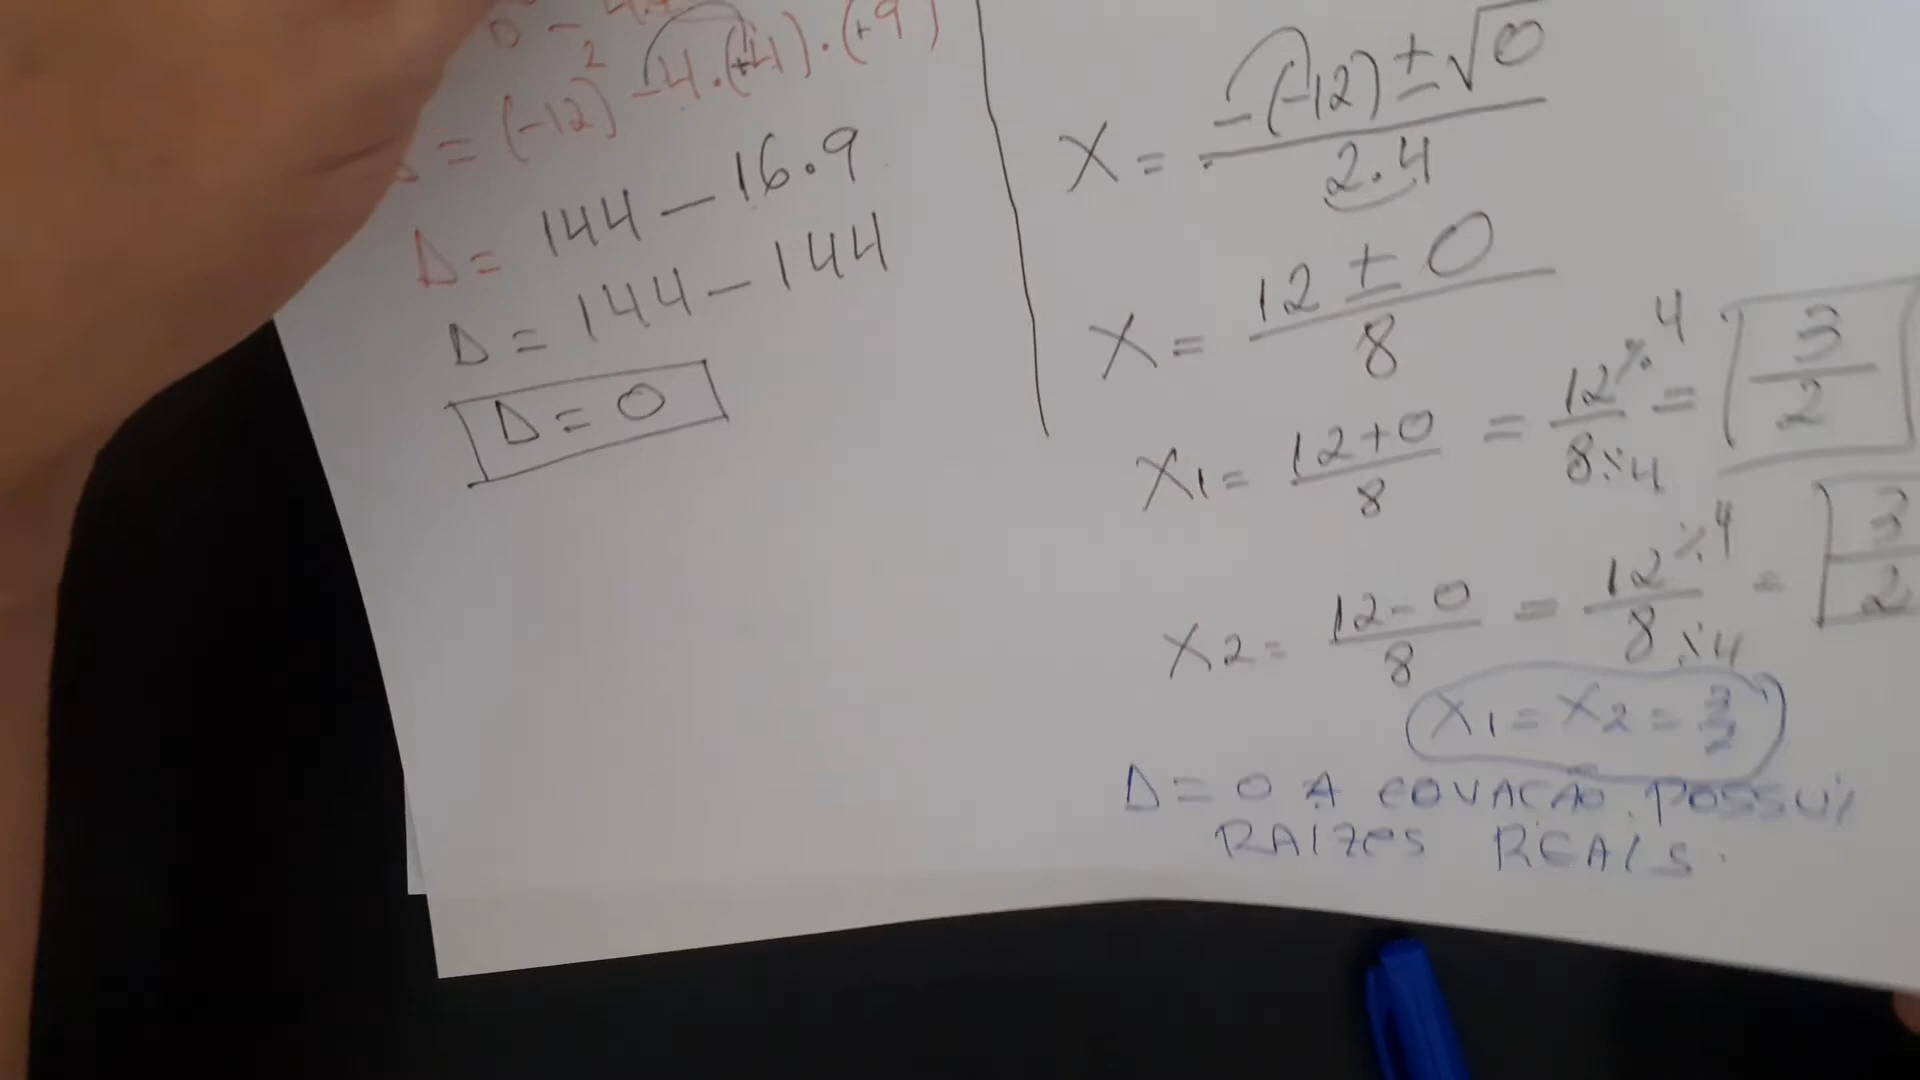 = (-12)² -4.(+4).(+9)
Δ = 144 - 16.9
Δ = 144 - 144
Δ = 0
X = -(-12) ± √0 / 2.4
X = 12 ± 0 / 8
X1 = 12+0 / 8 = 12÷4 / 8÷4 = 3/2
X2 = 12-0 / 8 = 12÷4 / 8÷4 = 3/2
X1 = X2 = 3/2
Δ = 0 A EQUAÇÃO POSSUI
RAIZES REAIS.